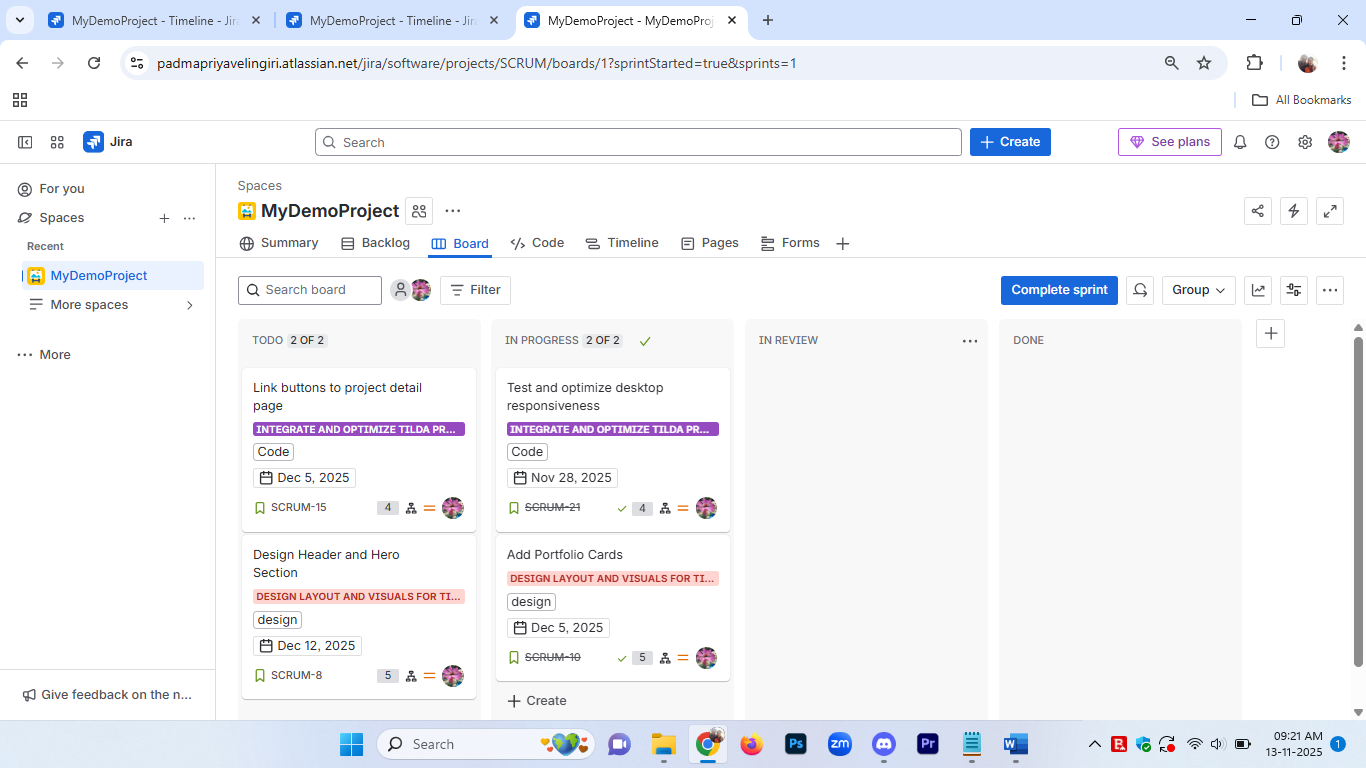 MyDemoProject - Timeline - Jir
MyDemoProject - Timeline - Jir
MyDemoProject - MyDemoProj
padmapriyavelingiri.atlassian.net/jira/software/projects/SCRUM/boards/1?sprintStarted=true&sprints=1
All Bookmarks
Jira
Search
Create
See plans
For you
Spaces
Recent
MyDemoProject
More spaces
More
Give feedback on the n...
Spaces
MyDemoProject
Summary
Backlog
Board
Code
Timeline
Pages
Forms
Search board
Filter
Complete sprint
Group
TODO 2 OF 2
Link buttons to project detail
page
INTEGRATE AND OPTIMIZE TILDA PR...
Code
Dec 5, 2025
SCRUM-15 4
Design Header and Hero
Section
DESIGN LAYOUT AND VISUALS FOR TI...
design
Dec 12, 2025
SCRUM-8 5
IN PROGRESS 2 OF 2
Test and optimize desktop
responsiveness
INTEGRATE AND OPTIMIZE TILDA PR...
Code
Nov 28, 2025
SCRUM-21 4
Add Portfolio Cards
DESIGN LAYOUT AND VISUALS FOR TI...
design
Dec 5, 2025
SCRUM-10 5
Create
IN REVIEW
DONE
Search
Ps
zm
Pr
W
09:21 AM
13-11-2025
1